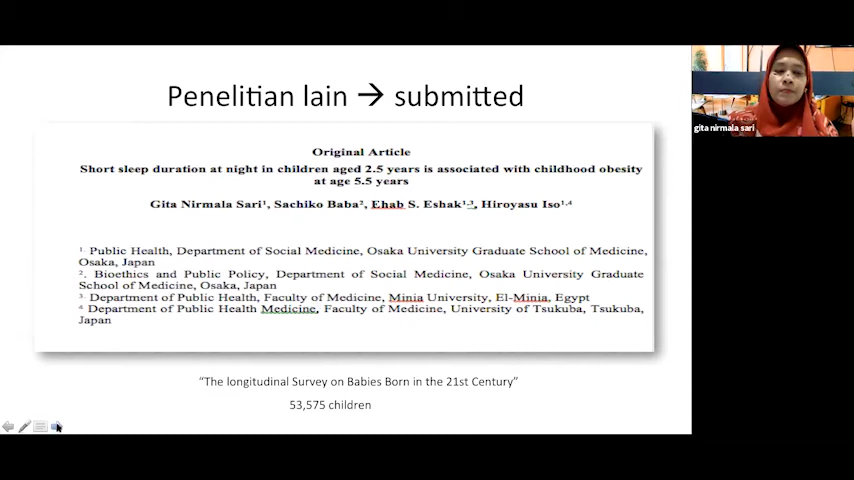 Penelitian lain → submitted
Original Article
Short sleep duration at night in children aged 2.5 years is associated with childhood obesity
at age 5.5 years
Gita Nirmala Sari¹, Sachiko Baba², Ehab S. Eshak¹,³, Hiroyasu Iso¹,⁴
¹. Public Health, Department of Social Medicine, Osaka University Graduate School of Medicine,
Osaka, Japan
². Bioethics and Public Policy, Department of Social Medicine, Osaka University Graduate
School of Medicine, Osaka, Japan
³. Department of Public Health, Faculty of Medicine, Minia University, El-Minia, Egypt
⁴. Department of Public Health Medicine, Faculty of Medicine, University of Tsukuba, Tsukuba,
Japan
“The longitudinal Survey on Babies Born in the 21st Century”
53,575 children
gita nirmala sari